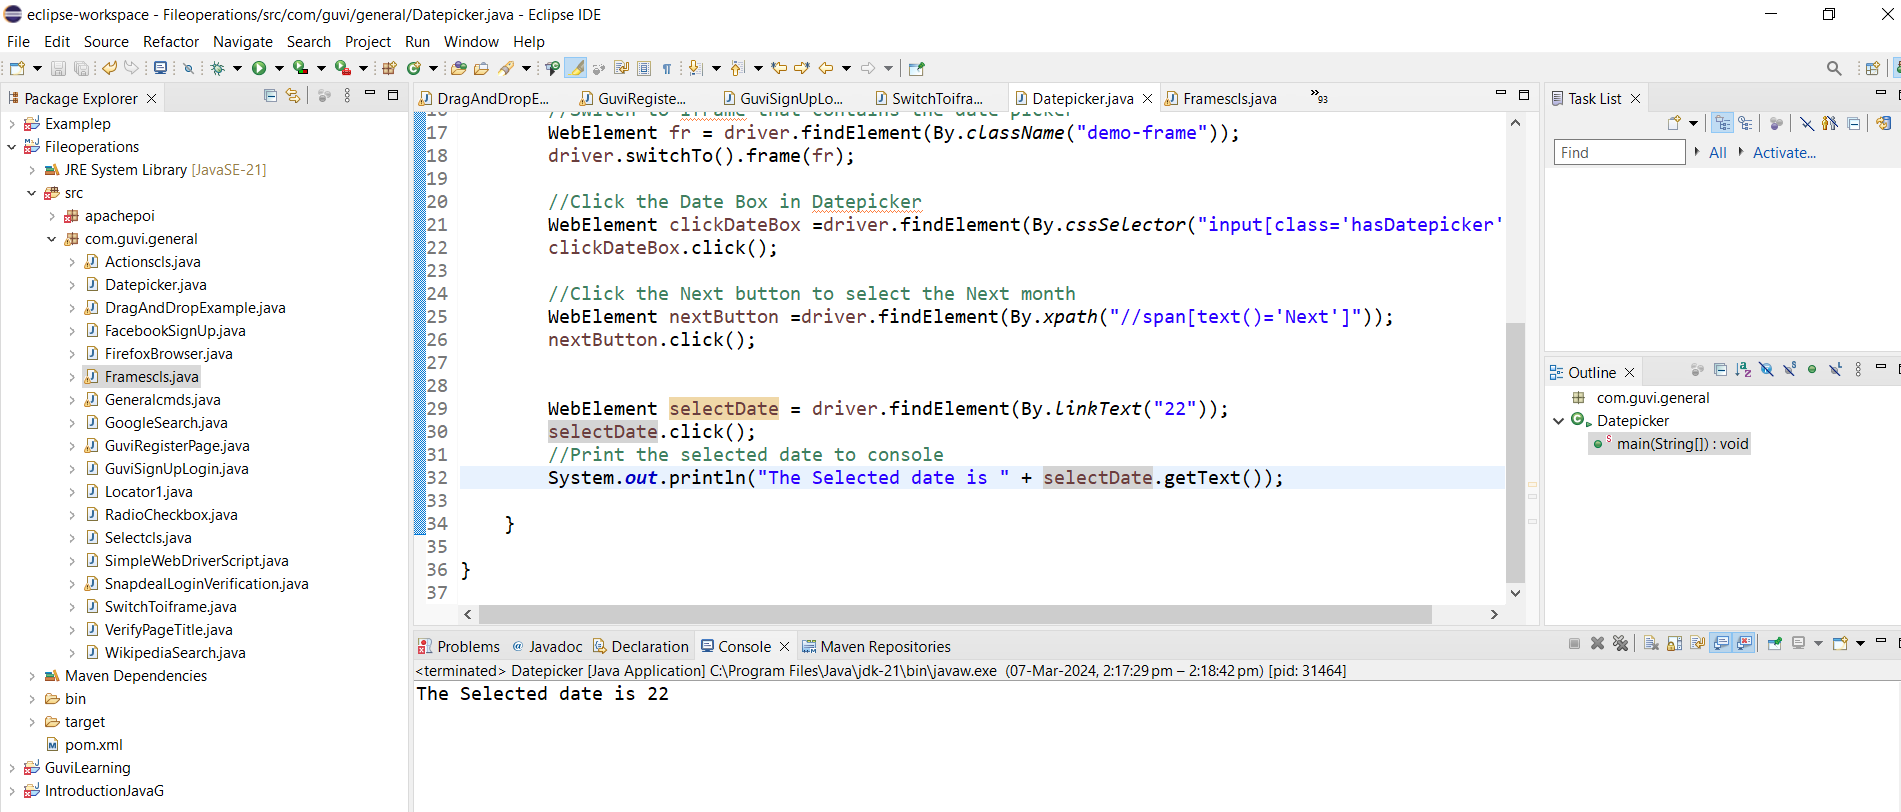 eclipse-workspace - Fileoperations/src/com/guvi/general/Datepicker.java - Eclipse IDE
File Edit Source Refactor Navigate Search Project Run Window Help
Package Explorer
Examplep
Fileoperations
JRE System Library [JavaSE-21]
src
apachepoi
com.guvi.general
Actionscls.java
Datepicker.java
DragAndDropExample.java
FacebookSignUp.java
FirefoxBrowser.java
Framescls.java
Generalcmds.java
GoogleSearch.java
GuviRegisterPage.java
GuviSignUpLogin.java
Locator1.java
RadioCheckbox.java
Selectcls.java
SimpleWebDriverScript.java
SnapdealLoginVerification.java
SwitchToiframe.java
VerifyPageTitle.java
WikipediaSearch.java
Maven Dependencies
bin
target
pom.xml
GuviLearning
IntroductionJavaG
DragAndDropE... GuviRegiste... GuviSignUpLo... SwitchToifra... Datepicker.java Framescls.java »93
16 //Switch to iframe that contains the date picker
17 WebElement fr = driver.findElement(By.className("demo-frame"));
18 driver.switchTo().frame(fr);
19
20 //Click the Date Box in Datepicker
21 WebElement clickDateBox =driver.findElement(By.cssSelector("input[class='hasDatepicker'
22 clickDateBox.click();
23
24 //Click the Next button to select the Next month
25 WebElement nextButton =driver.findElement(By.xpath("//span[text()='Next']"));
26 nextButton.click();
27
28
29 WebElement selectDate = driver.findElement(By.linkText("22"));
30 selectDate.click();
31 //Print the selected date to console
32 System.out.println("The Selected date is " + selectDate.getText());
33
34 }
35
36 }
37
Problems @ Javadoc Declaration Console Maven Repositories
<terminated> Datepicker [Java Application] C:\Program Files\Java\jdk-21\bin\javaw.exe (07-Mar-2024, 2:17:29 pm – 2:18:42 pm) [pid: 31464]
The Selected date is 22
Task List
Find All Activate...
Outline
com.guvi.general
Datepicker
main(String[]) : void